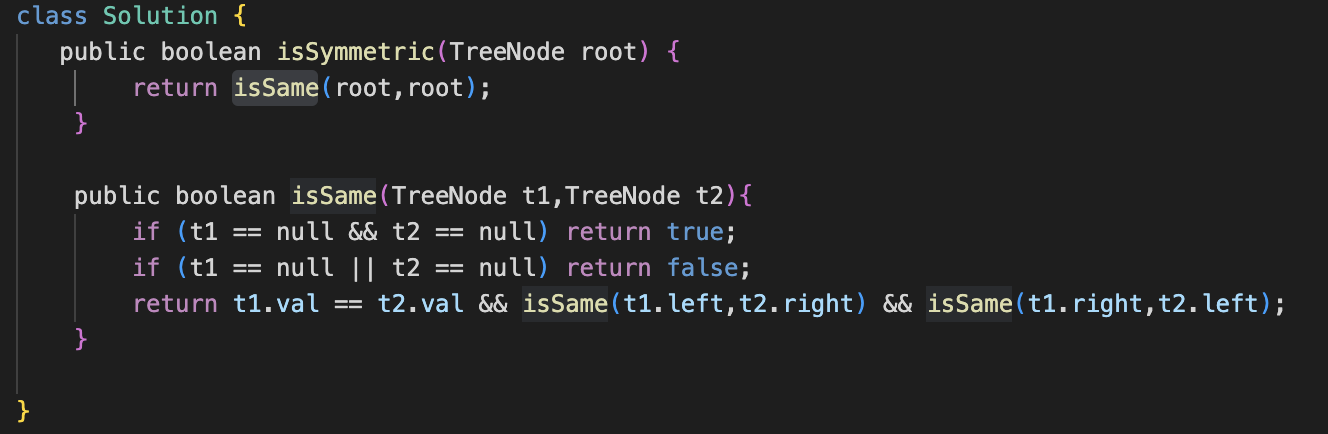 class Solution {
public boolean isSymmetric(TreeNode root) {
return isSame(root,root);
}
public boolean isSame(TreeNode t1,TreeNode t2){
if (t1 == null && t2 == null) return true;
if (t1 == null || t2 == null) return false;
return t1.val == t2.val && isSame(t1.left,t2.right) && isSame(t1.right,t2.left);
}
}